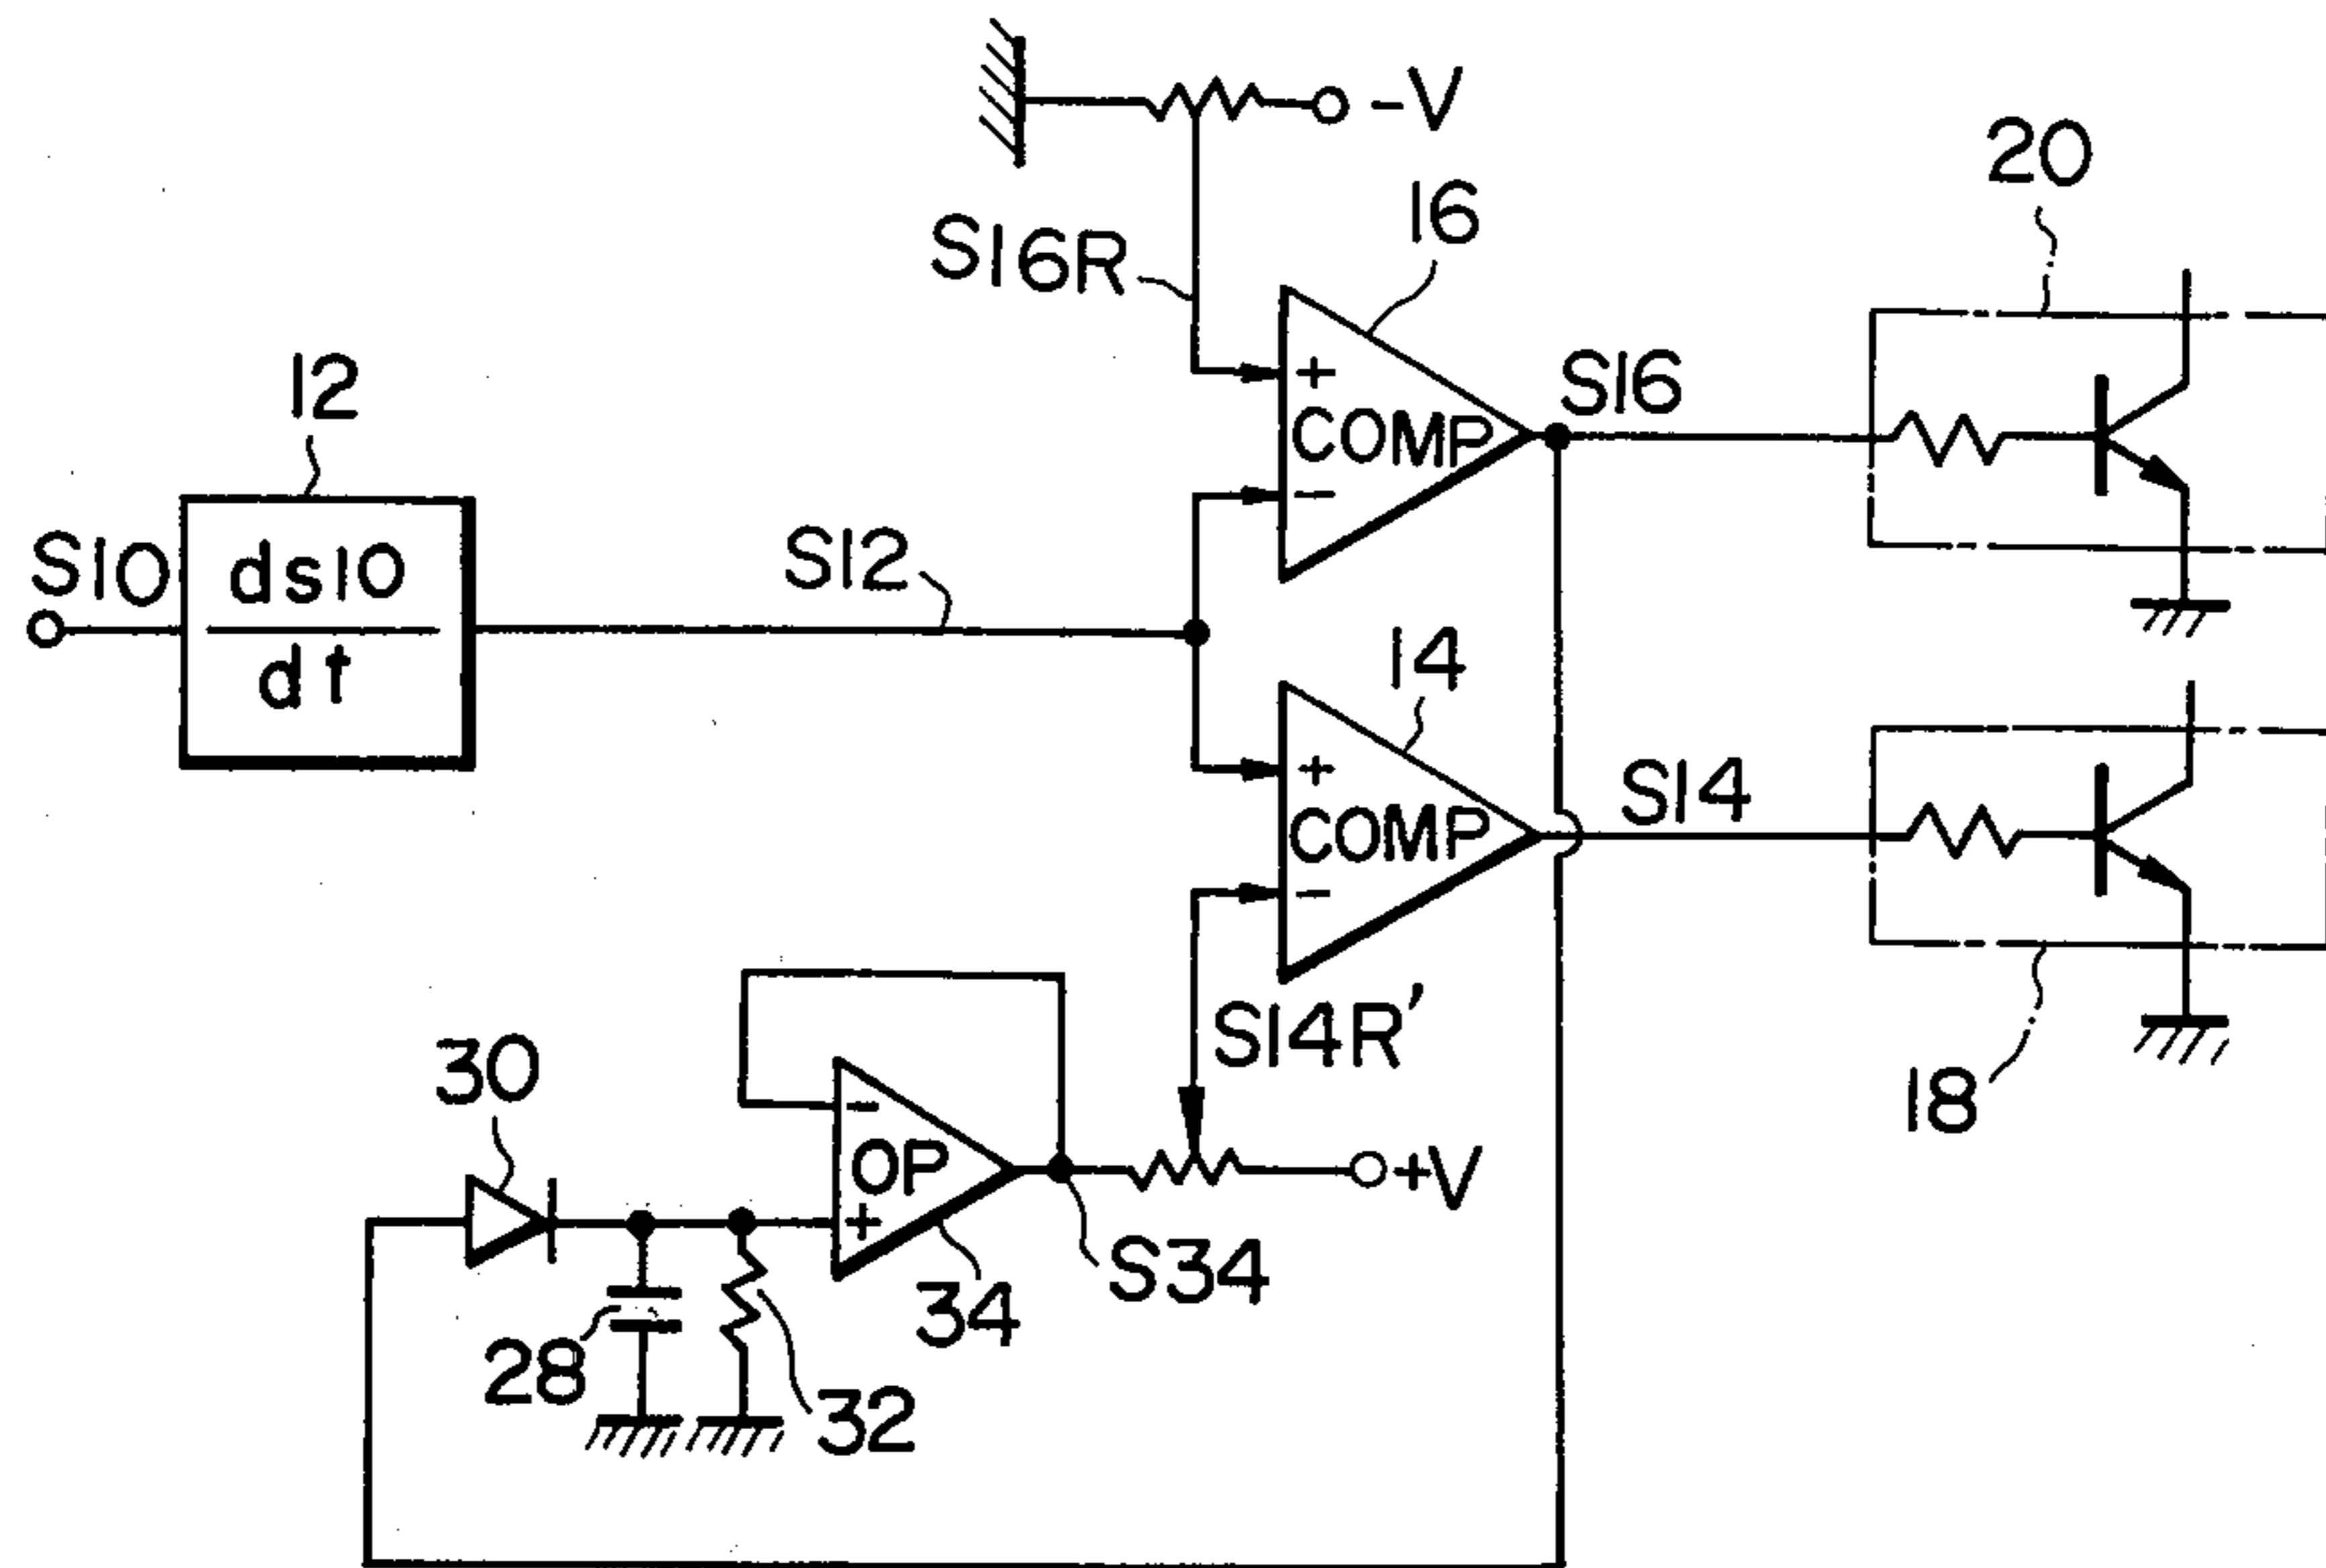 -V
20
16
S16R
+
COMP
-
S16
12
S10
ds10
dt
S12
14
+
COMP
-
S14
S14R'
18
30
-
OP
+
+V
S34
34
28
32